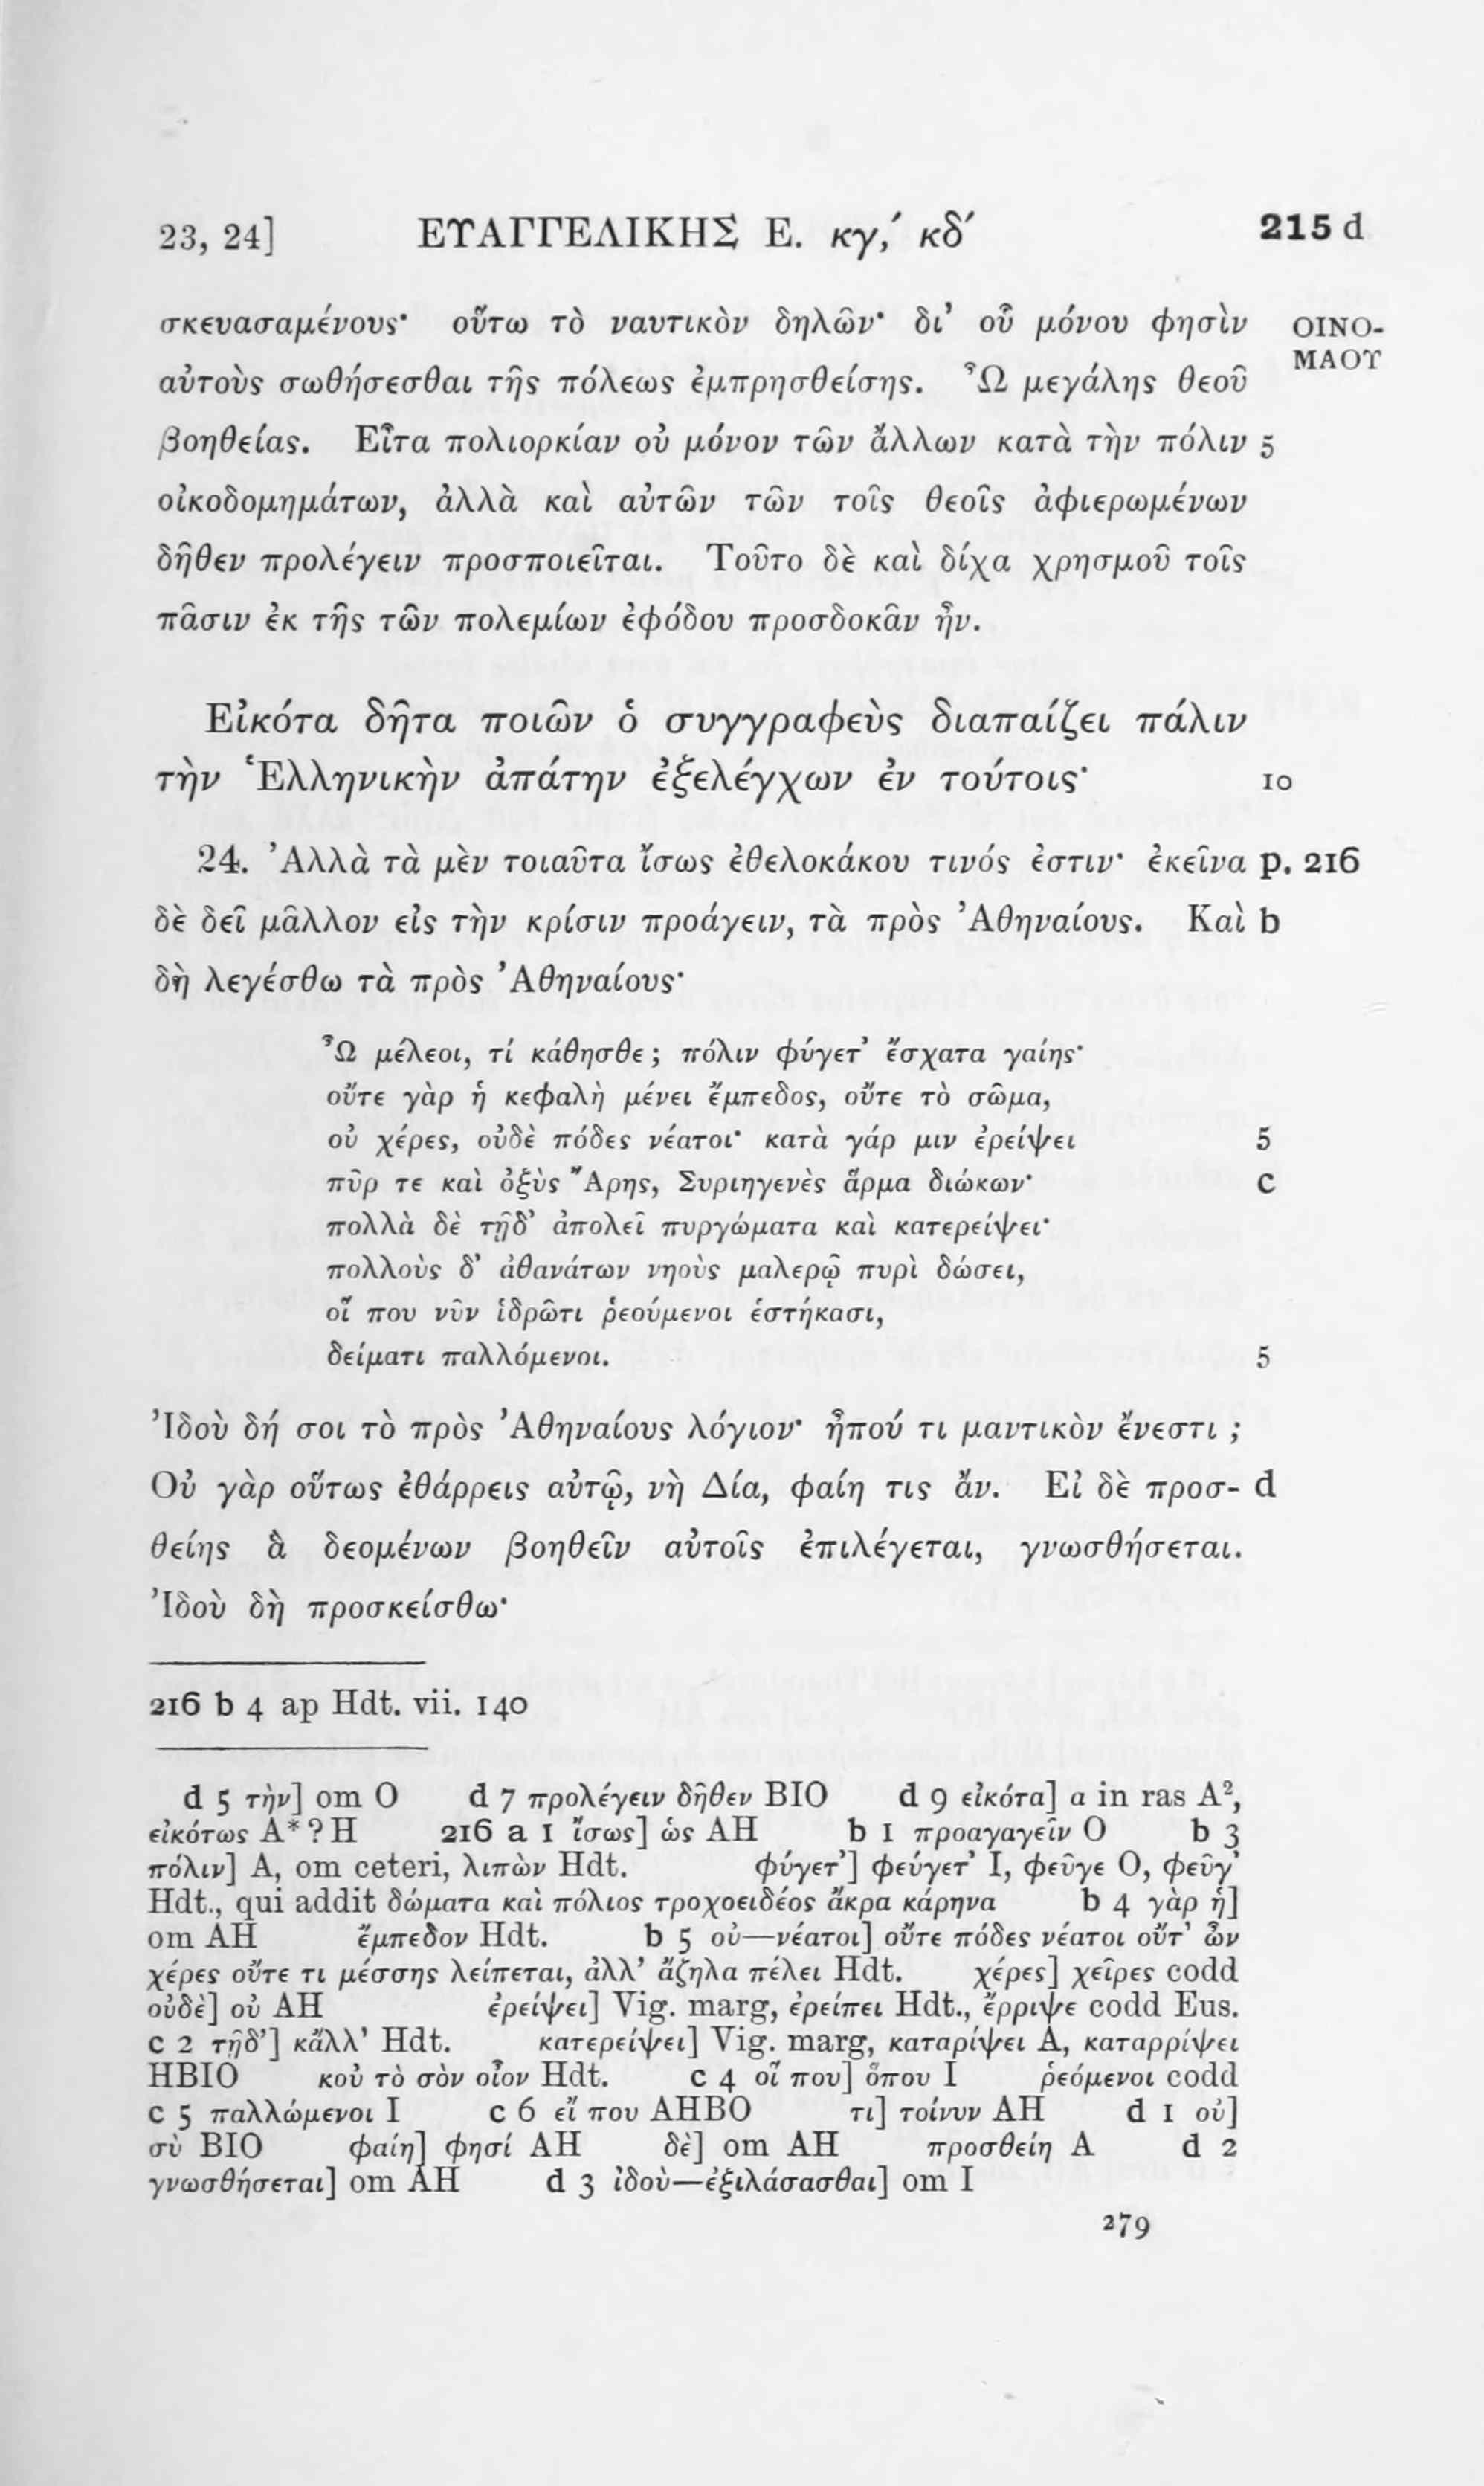 23, 24] ΕΥΑΓΓΕΛΙΚΗΣ Ε. κγ,´ κδ´ 215 d
σκευασαμένους· οὕτω τὸ ναυτικὸν δηλῶν· δι’ οὗ μόνου φησὶν ΟΙΝΟ-
αὐτοὺς σωθήσεσθαι τῆς πόλεως ἐμπρησθείσης. Ὦ μεγάλης θεοῦ ΜΑΟΥ
βοηθείας. Εἶτα πολιορκίαν οὐ μόνον τῶν ἄλλων κατὰ τὴν πόλιν 5
οἰκοδομημάτων, ἀλλὰ καὶ αὐτῶν τῶν τοῖς θεοῖς ἀφιερωμένων
δῆθεν προλέγειν προσποιεῖται. Τοῦτο δὲ καὶ δίχα χρησμοῦ τοῖς
πᾶσιν ἐκ τῆς τῶν πολεμίων ἐφόδου προσδοκᾶν ἦν.
Εἰκότα δῆτα ποιῶν ὁ συγγραφεὺς διαπαίζει πάλιν
τὴν Ἑλληνικὴν ἀπάτην ἐξελέγχων ἐν τούτοις· 10
24. Ἀλλὰ τὰ μὲν τοιαῦτα ἴσως ἐθελοκάκου τινός ἐστιν· ἐκεῖνα p. 216
δὲ δεῖ μᾶλλον εἰς τὴν κρίσιν προάγειν, τὰ πρὸς Ἀθηναίους. Καὶ b
δὴ λεγέσθω τὰ πρὸς Ἀθηναίους·
Ὦ μέλεοι, τί κάθησθε; πόλιν φύγετ’ ἔσχατα γαίης·
οὔτε γὰρ ἡ κεφαλὴ μένει ἔμπεδος, οὔτε τὸ σῶμα,
οὐ χέρες, οὐδὲ πόδες νέατοι· κατὰ γάρ μιν ἐρείψει 5
πῦρ τε καὶ ὀξὺς Ἄρης, Συριηγενὲς ἅρμα διώκων· c
πολλὰ δὲ τῇδ’ ἀπολεῖ πυργώματα καὶ κατερείψει·
πολλοὺς δ’ ἀθανάτων νηοὺς μαλερῷ πυρὶ δώσει,
οἵ που νῦν ἱδρῶτι ῥεούμενοι ἑστήκασι,
δείματι παλλόμενοι. 5
Ἰδοὺ δή σοι τὸ πρὸς Ἀθηναίους λόγιον· ἦπού τι μαντικὸν ἔνεστι;
Οὐ γὰρ οὕτως ἐθάρρεις αὐτῷ, νὴ Δία, φαίη τις ἄν. Εἰ δὲ προσ- d
θείης ἃ δεομένων βοηθεῖν αὐτοῖς ἐπιλέγεται, γνωσθήσεται.
Ἰδοὺ δὴ προσκείσθω·
216 b 4 ap Hdt. vii. 140
d 5 τὴν] om O d 7 προλέγειν δῆθεν BIO d 9 εἰκότα] α in ras A²,
εἰκότως A*?H 216 a 1 ἴσως] ὡς AH b 1 προαγαγεῖν O b 3
πόλιν] A, om ceteri, λιπὼν Hdt. φύγετ’] φεύγετ’ I, φεῦγε O, φεῦγ’
Hdt., qui addit δώματα καὶ πόλιος τροχοειδέος ἄκρα κάρηνα b 4 γὰρ ἡ]
om AH ἔμπεδον Hdt. b 5 οὐ—νέατοι] οὔτε πόδες νέατοι οὔτ’ ὦν
χέρες οὔτε τι μέσσης λείπεται, ἀλλ’ ἄζηλα πέλει Hdt. χέρες] χεῖρες codd
οὐδὲ] οὐ AH ἐρείψει] Vig. marg, ἐρείπει Hdt., ἔρριψε codd Eus.
c 2 τῇδ’] κἄλλ’ Hdt. κατερείψει] Vig. marg, καταρίψει A, καταρρίψει
HBIO κοὐ τὸ σὸν οἶον Hdt. c 4 οἵ που] ὅπου I ῥεόμενοι codd
c 5 παλλώμενοι I c 6 εἴ που AHBO τι] τοίνυν AH d 1 οὐ]
σὺ BIO φαίη] φησί AH δὲ] om AH προσθείη A d 2
γνωσθήσεται] om AH d 3 ἰδοὺ—ἐξιλάσασθαι] om I
279